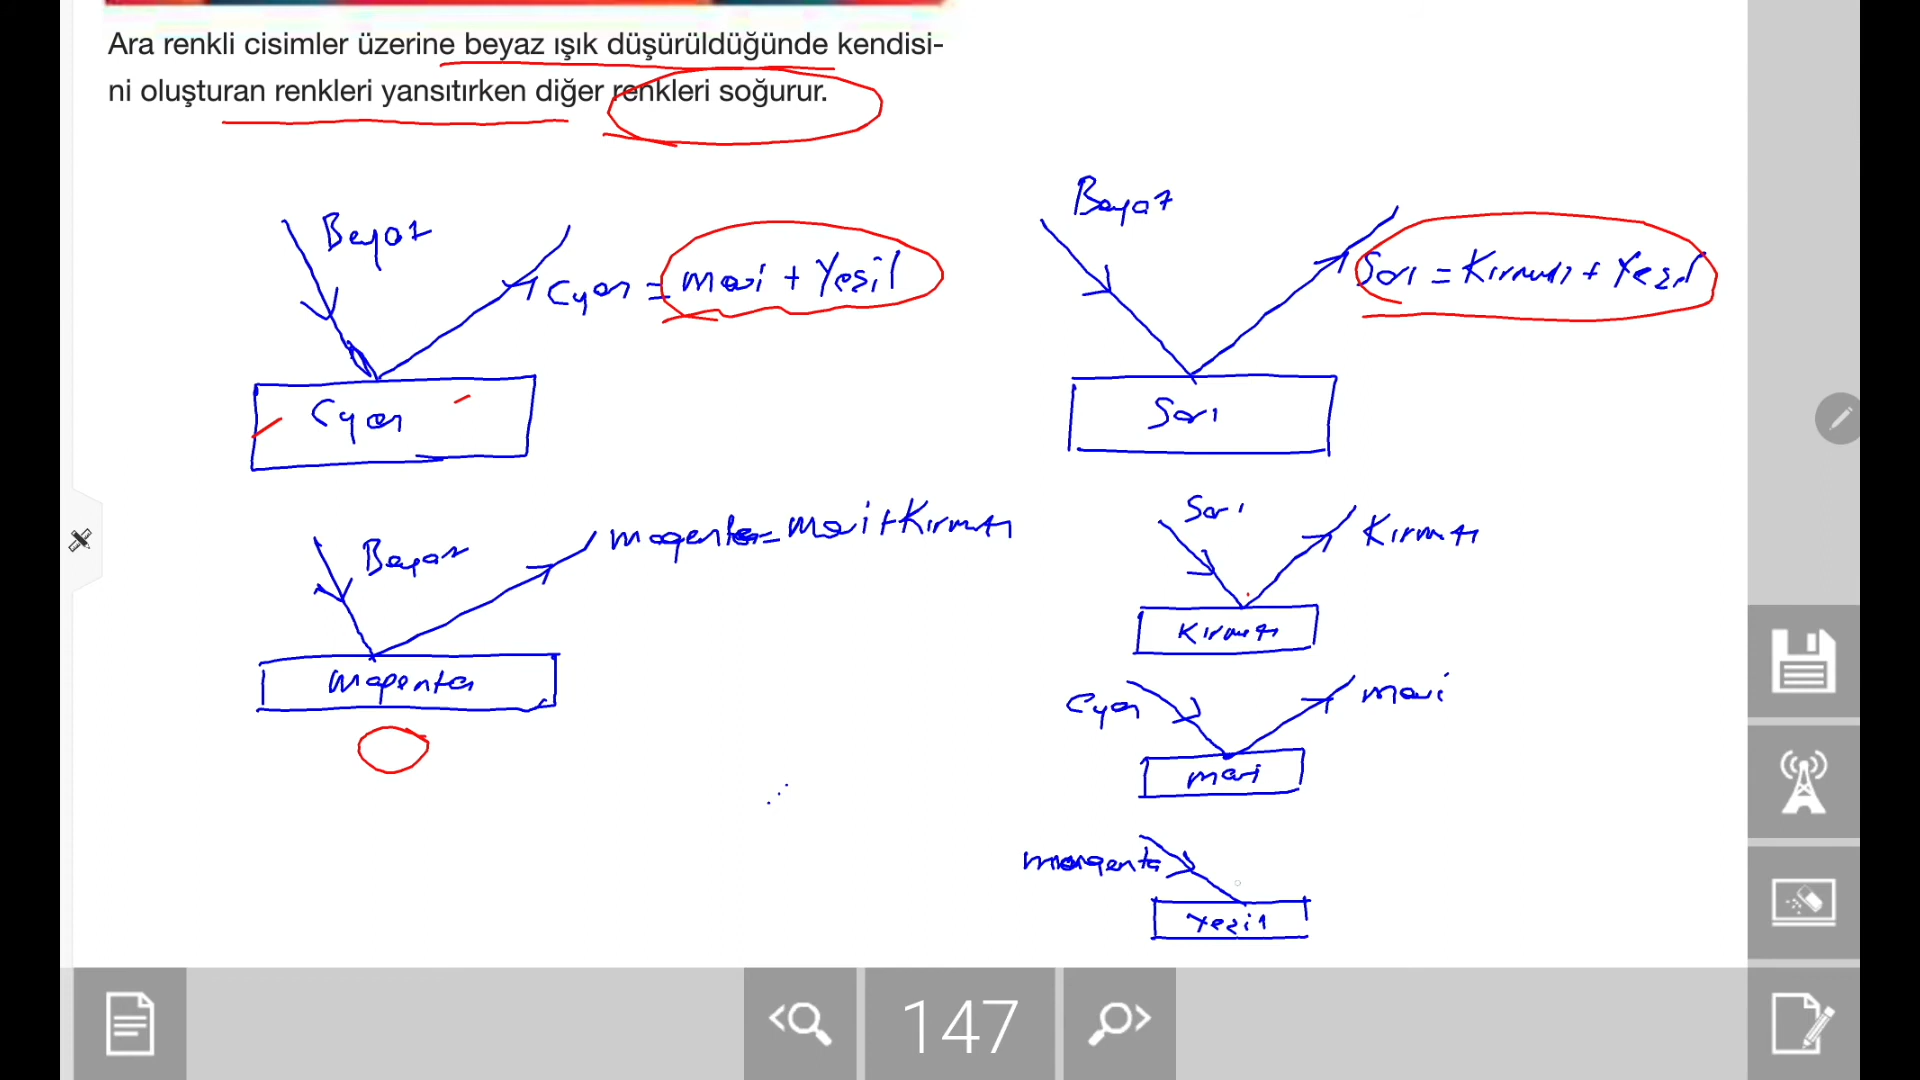 Ara renkli cisimler üzerine beyaz ışık düşürüldüğünde kendisi-
ni oluşturan renkleri yansıtırken diğer renkleri soğurur.
Beyaz
Cyan = mavi + Yeşil
Cyan
Beyaz
Sarı = Kırmızı + Yeşil
Sarı
Beyaz
magenta = mavi + Kırmızı
magenta
Sarı
Kırmızı
Kırmızı
Cyan
mavi
mavi
magenta
Yeşil
147